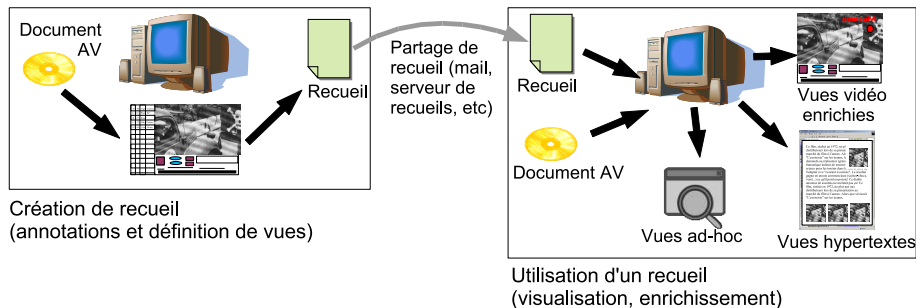 Document
AV
Recueil
Création de recueil
(annotations et définition de vues)
Partage de
recueil (mail,
serveur de
recueils, etc)
Recueil
Document AV
Vues vidéo
enrichies
Vues ad-hoc
Vues hypertextes
Utilisation d'un recueil
(visualisation, enrichissement)